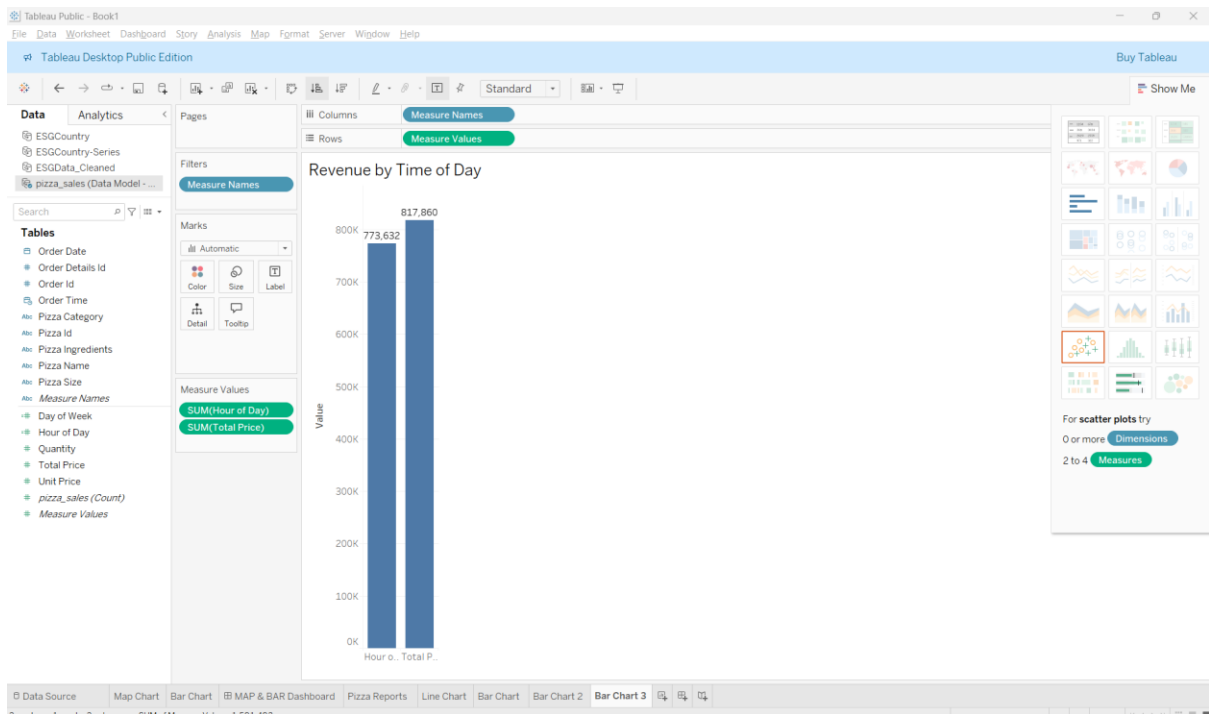 Tableau Public - Book1
File Data Worksheet Dashboard Story Analysis Map Format Server Window Help
Tableau Desktop Public Edition
Buy Tableau
Standard
Show Me
Data Analytics
ESGCountry
ESGCountry-Series
ESGData_Cleaned
pizza_sales (Data Model - ...
Search
Tables
Order Date
Order Details Id
Order Id
Order Time
Abc Pizza Category
Abc Pizza Id
Abc Pizza Ingredients
Abc Pizza Name
Abc Pizza Size
Abc Measure Names
Day of Week
Hour of Day
Quantity
Total Price
Unit Price
pizza_sales (Count)
Measure Values
Pages
Filters
Measure Names
Marks
Automatic
Color Size Label
Detail Tooltip
Measure Values
SUM(Hour of Day)
SUM(Total Price)
Columns Measure Names
Rows Measure Values
Revenue by Time of Day
817,860
773,632
800K
700K
600K
500K
400K
300K
200K
100K
0K
Value
Hour o.. Total P..
For scatter plots try
0 or more Dimensions
2 to 4 Measures
Data Source Map Chart Bar Chart MAP & BAR Dashboard Pizza Reports Line Chart Bar Chart Bar Chart 2 Bar Chart 3